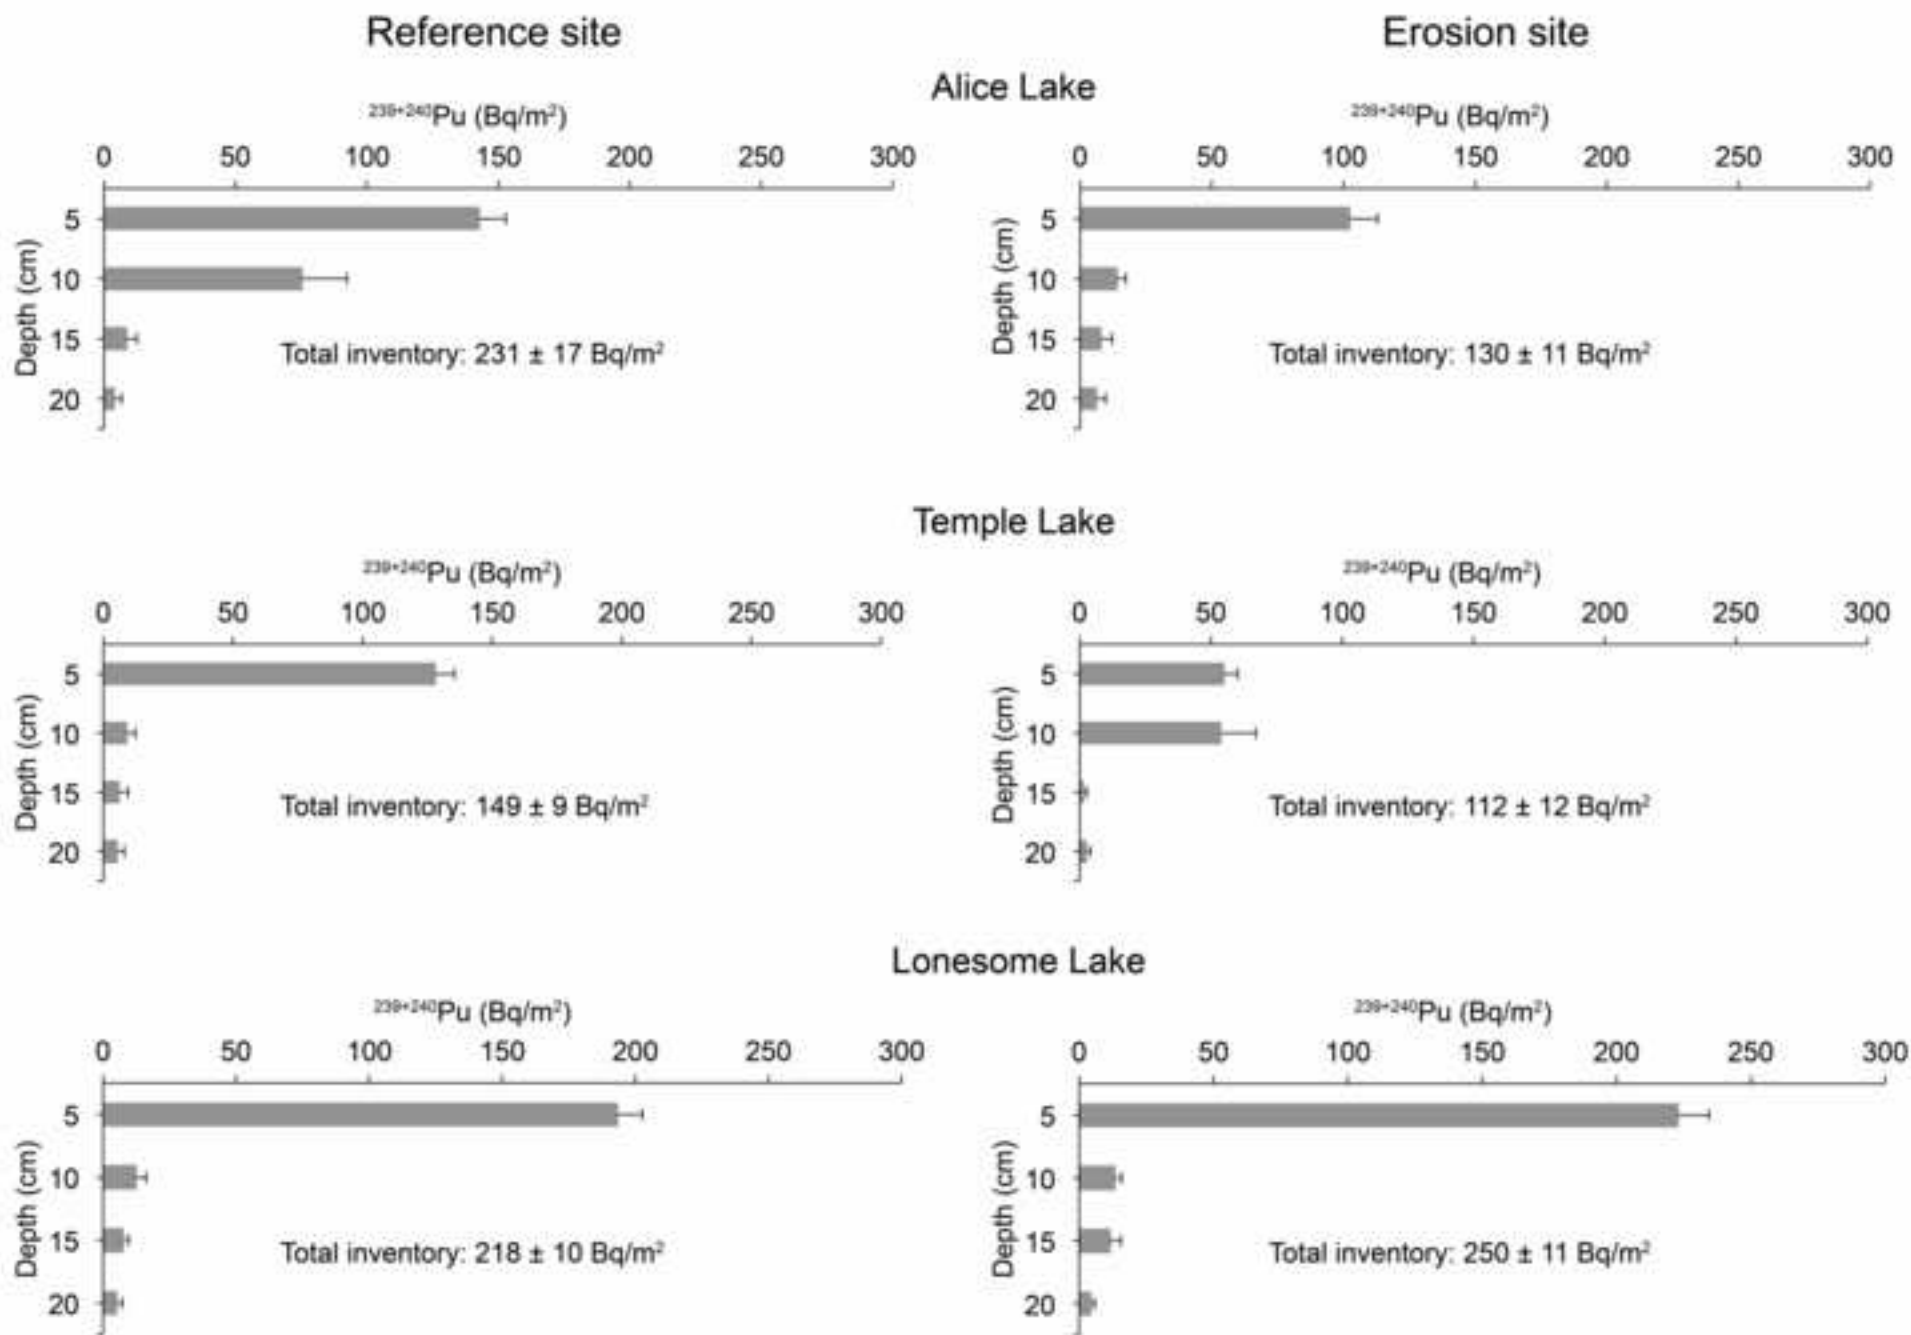 Reference site
Erosion site
Alice Lake
²³⁹⁺²⁴⁰Pu (Bq/m²)
0 50 100 150 200 250 300
Depth (cm)
5
10
15
20
Total inventory: 231 ± 17 Bq/m²
²³⁹⁺²⁴⁰Pu (Bq/m²)
0 50 100 150 200 250 300
Depth (cm)
5
10
15
20
Total inventory: 130 ± 11 Bq/m²
Temple Lake
²³⁹⁺²⁴⁰Pu (Bq/m²)
0 50 100 150 200 250 300
Depth (cm)
5
10
15
20
Total inventory: 149 ± 9 Bq/m²
²³⁹⁺²⁴⁰Pu (Bq/m²)
0 50 100 150 200 250 300
Depth (cm)
5
10
15
20
Total inventory: 112 ± 12 Bq/m²
Lonesome Lake
²³⁹⁺²⁴⁰Pu (Bq/m²)
0 50 100 150 200 250 300
Depth (cm)
5
10
15
20
Total inventory: 218 ± 10 Bq/m²
²³⁹⁺²⁴⁰Pu (Bq/m²)
0 50 100 150 200 250 300
Depth (cm)
5
10
15
20
Total inventory: 250 ± 11 Bq/m²